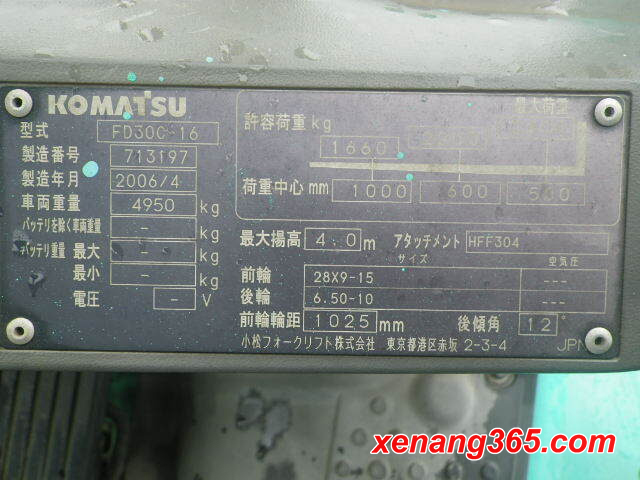 KOMATSU
型式 FD30C-16
製造番号 713197
製造年月 2006/4
車両重量 4950 kg
バッテリを除く車両重量 - kg
バッテリ重量 最大 - kg
最小 - kg
電圧 - V
最大荷重
許容荷重 kg
1660
荷重中心 mm 1000 600 500
最大揚高 4.0 m アタッチメント HFF304
サイズ 空気圧
前輪 28X9-15 ---
後輪 6.50-10 ---
前輪輪距 1025 mm 後傾角 12°
小松フォークリフト株式会社 東京都港区赤坂 2-3-4 JPN
xenang365.com